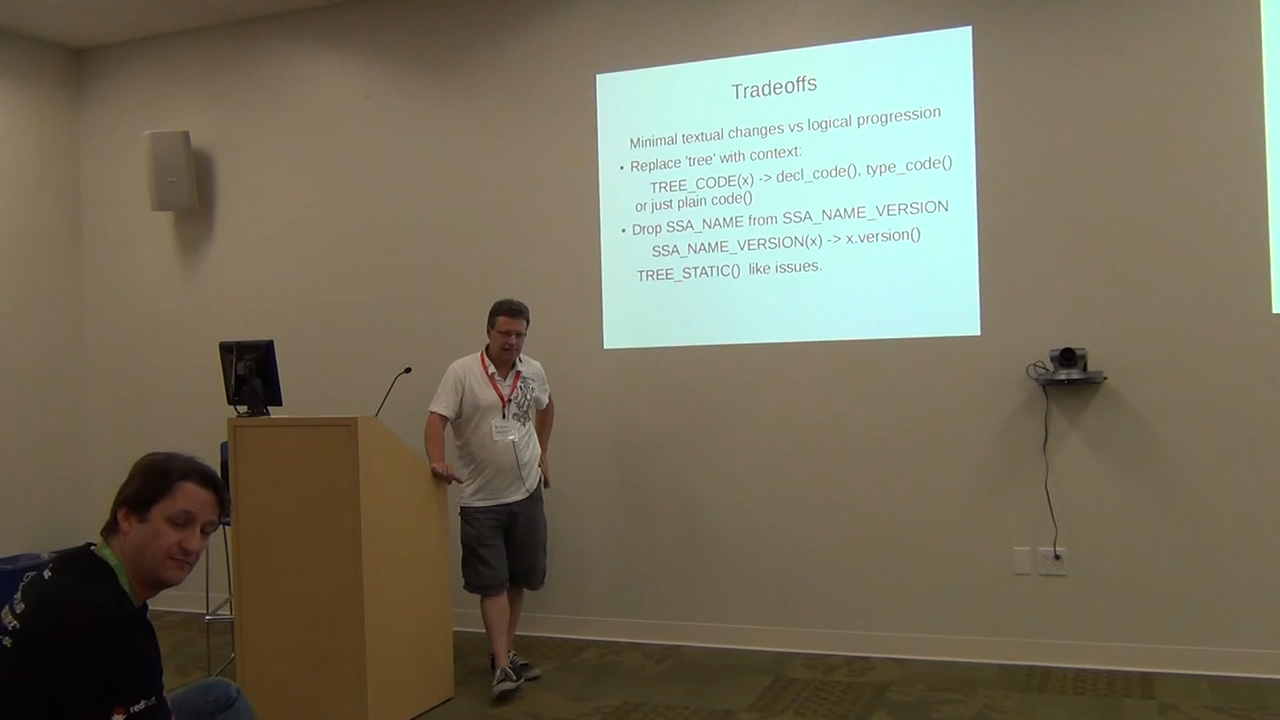 Tradeoffs
Minimal textual changes vs logical progression
• Replace 'tree' with context:
TREE_CODE(x) -> decl_code(), type_code()
or just plain code()
• Drop SSA_NAME from SSA_NAME_VERSION
SSA_NAME_VERSION(x) -> x.version()
TREE_STATIC() like issues.
redhat